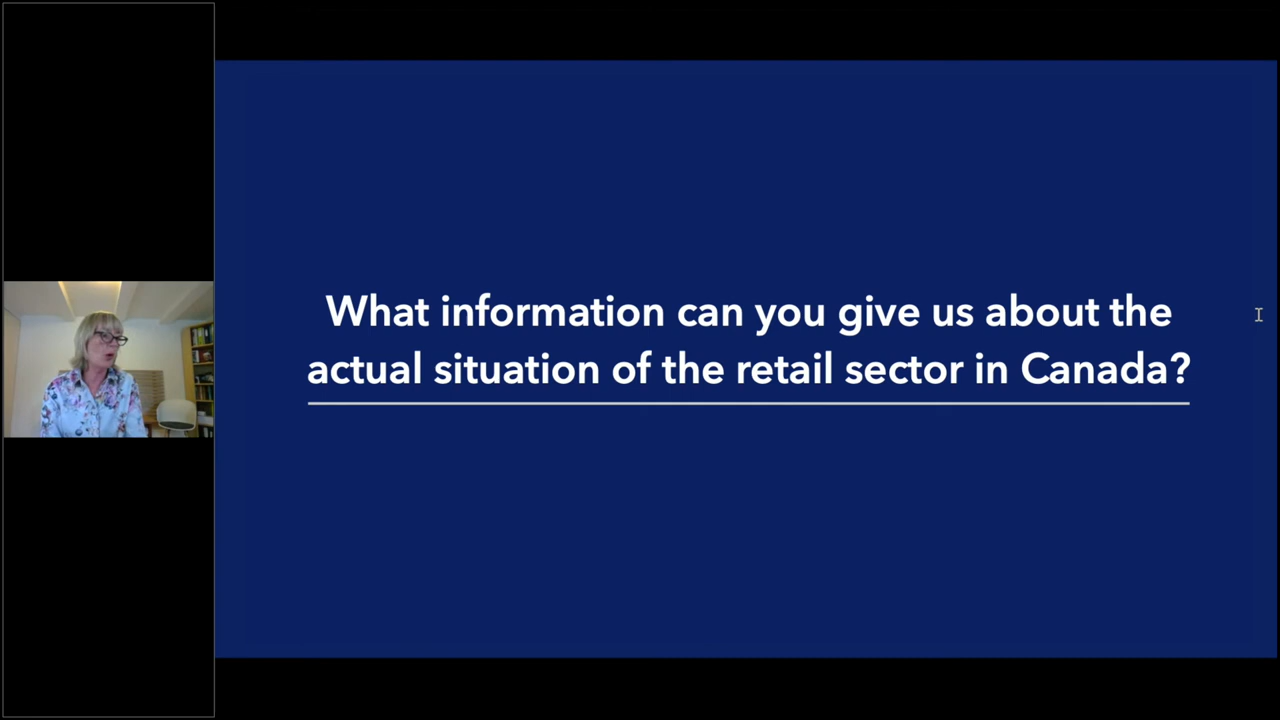 What information can you give us about the
actual situation of the retail sector in Canada?